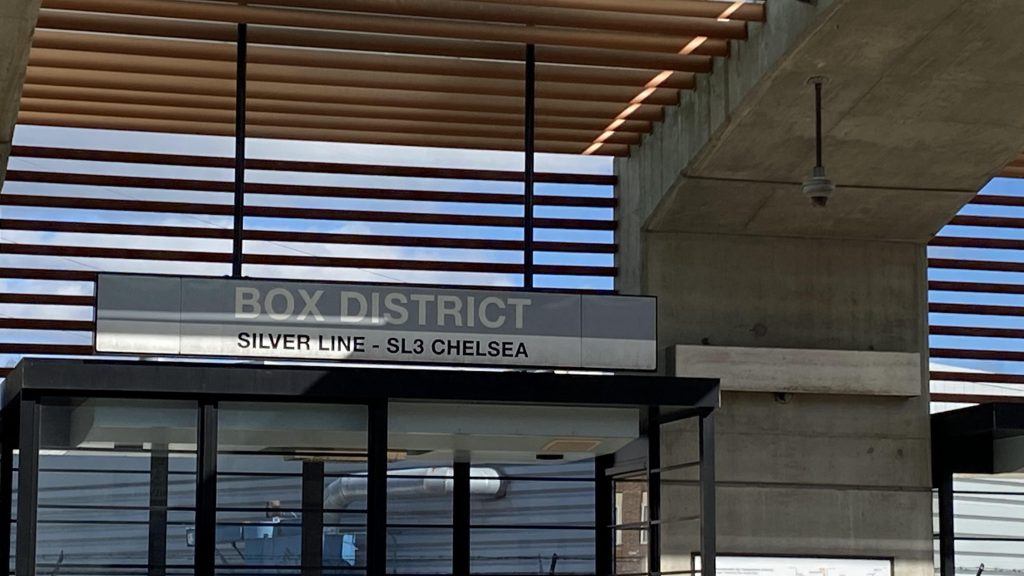 BOX DISTRICT
SILVER LINE - SL3 CHELSEA